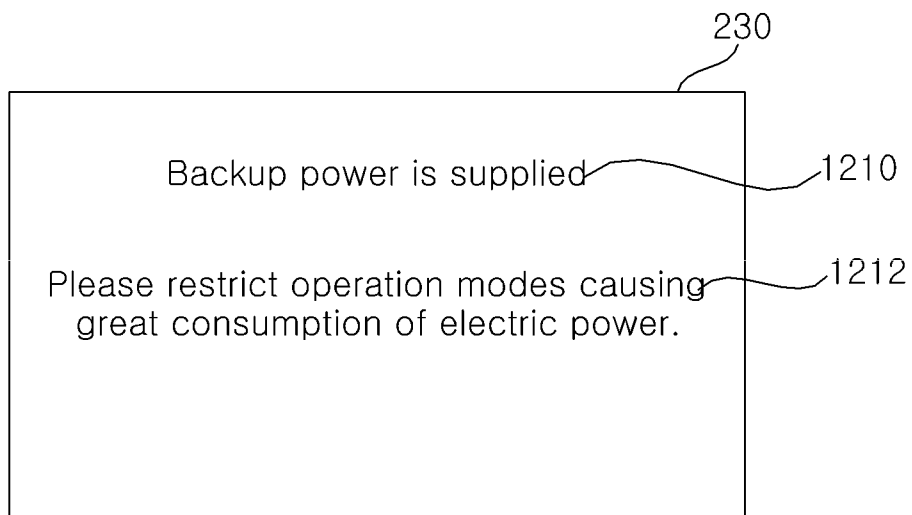 230
Backup power is supplied
1210
Please restrict operation modes causing
1212
great consumption of electric power.